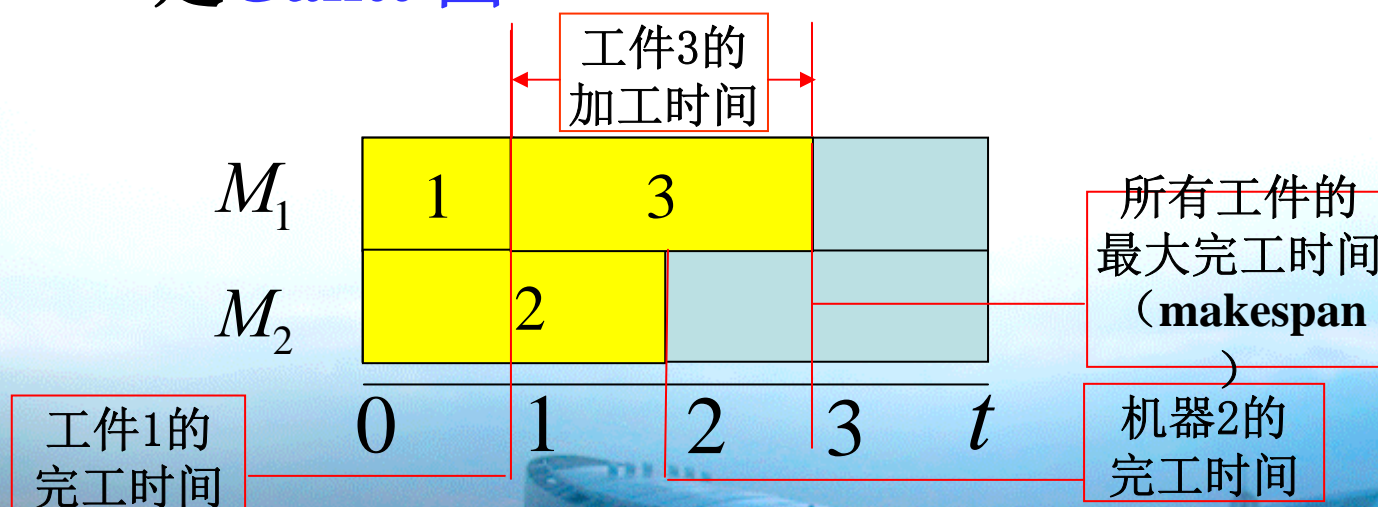 工件3的
加工时间
M1 1 3
M2 2
0 1 2 3 t
所有工件的
最大完工时间
（makespan
）
工件1的
完工时间
机器2的
完工时间